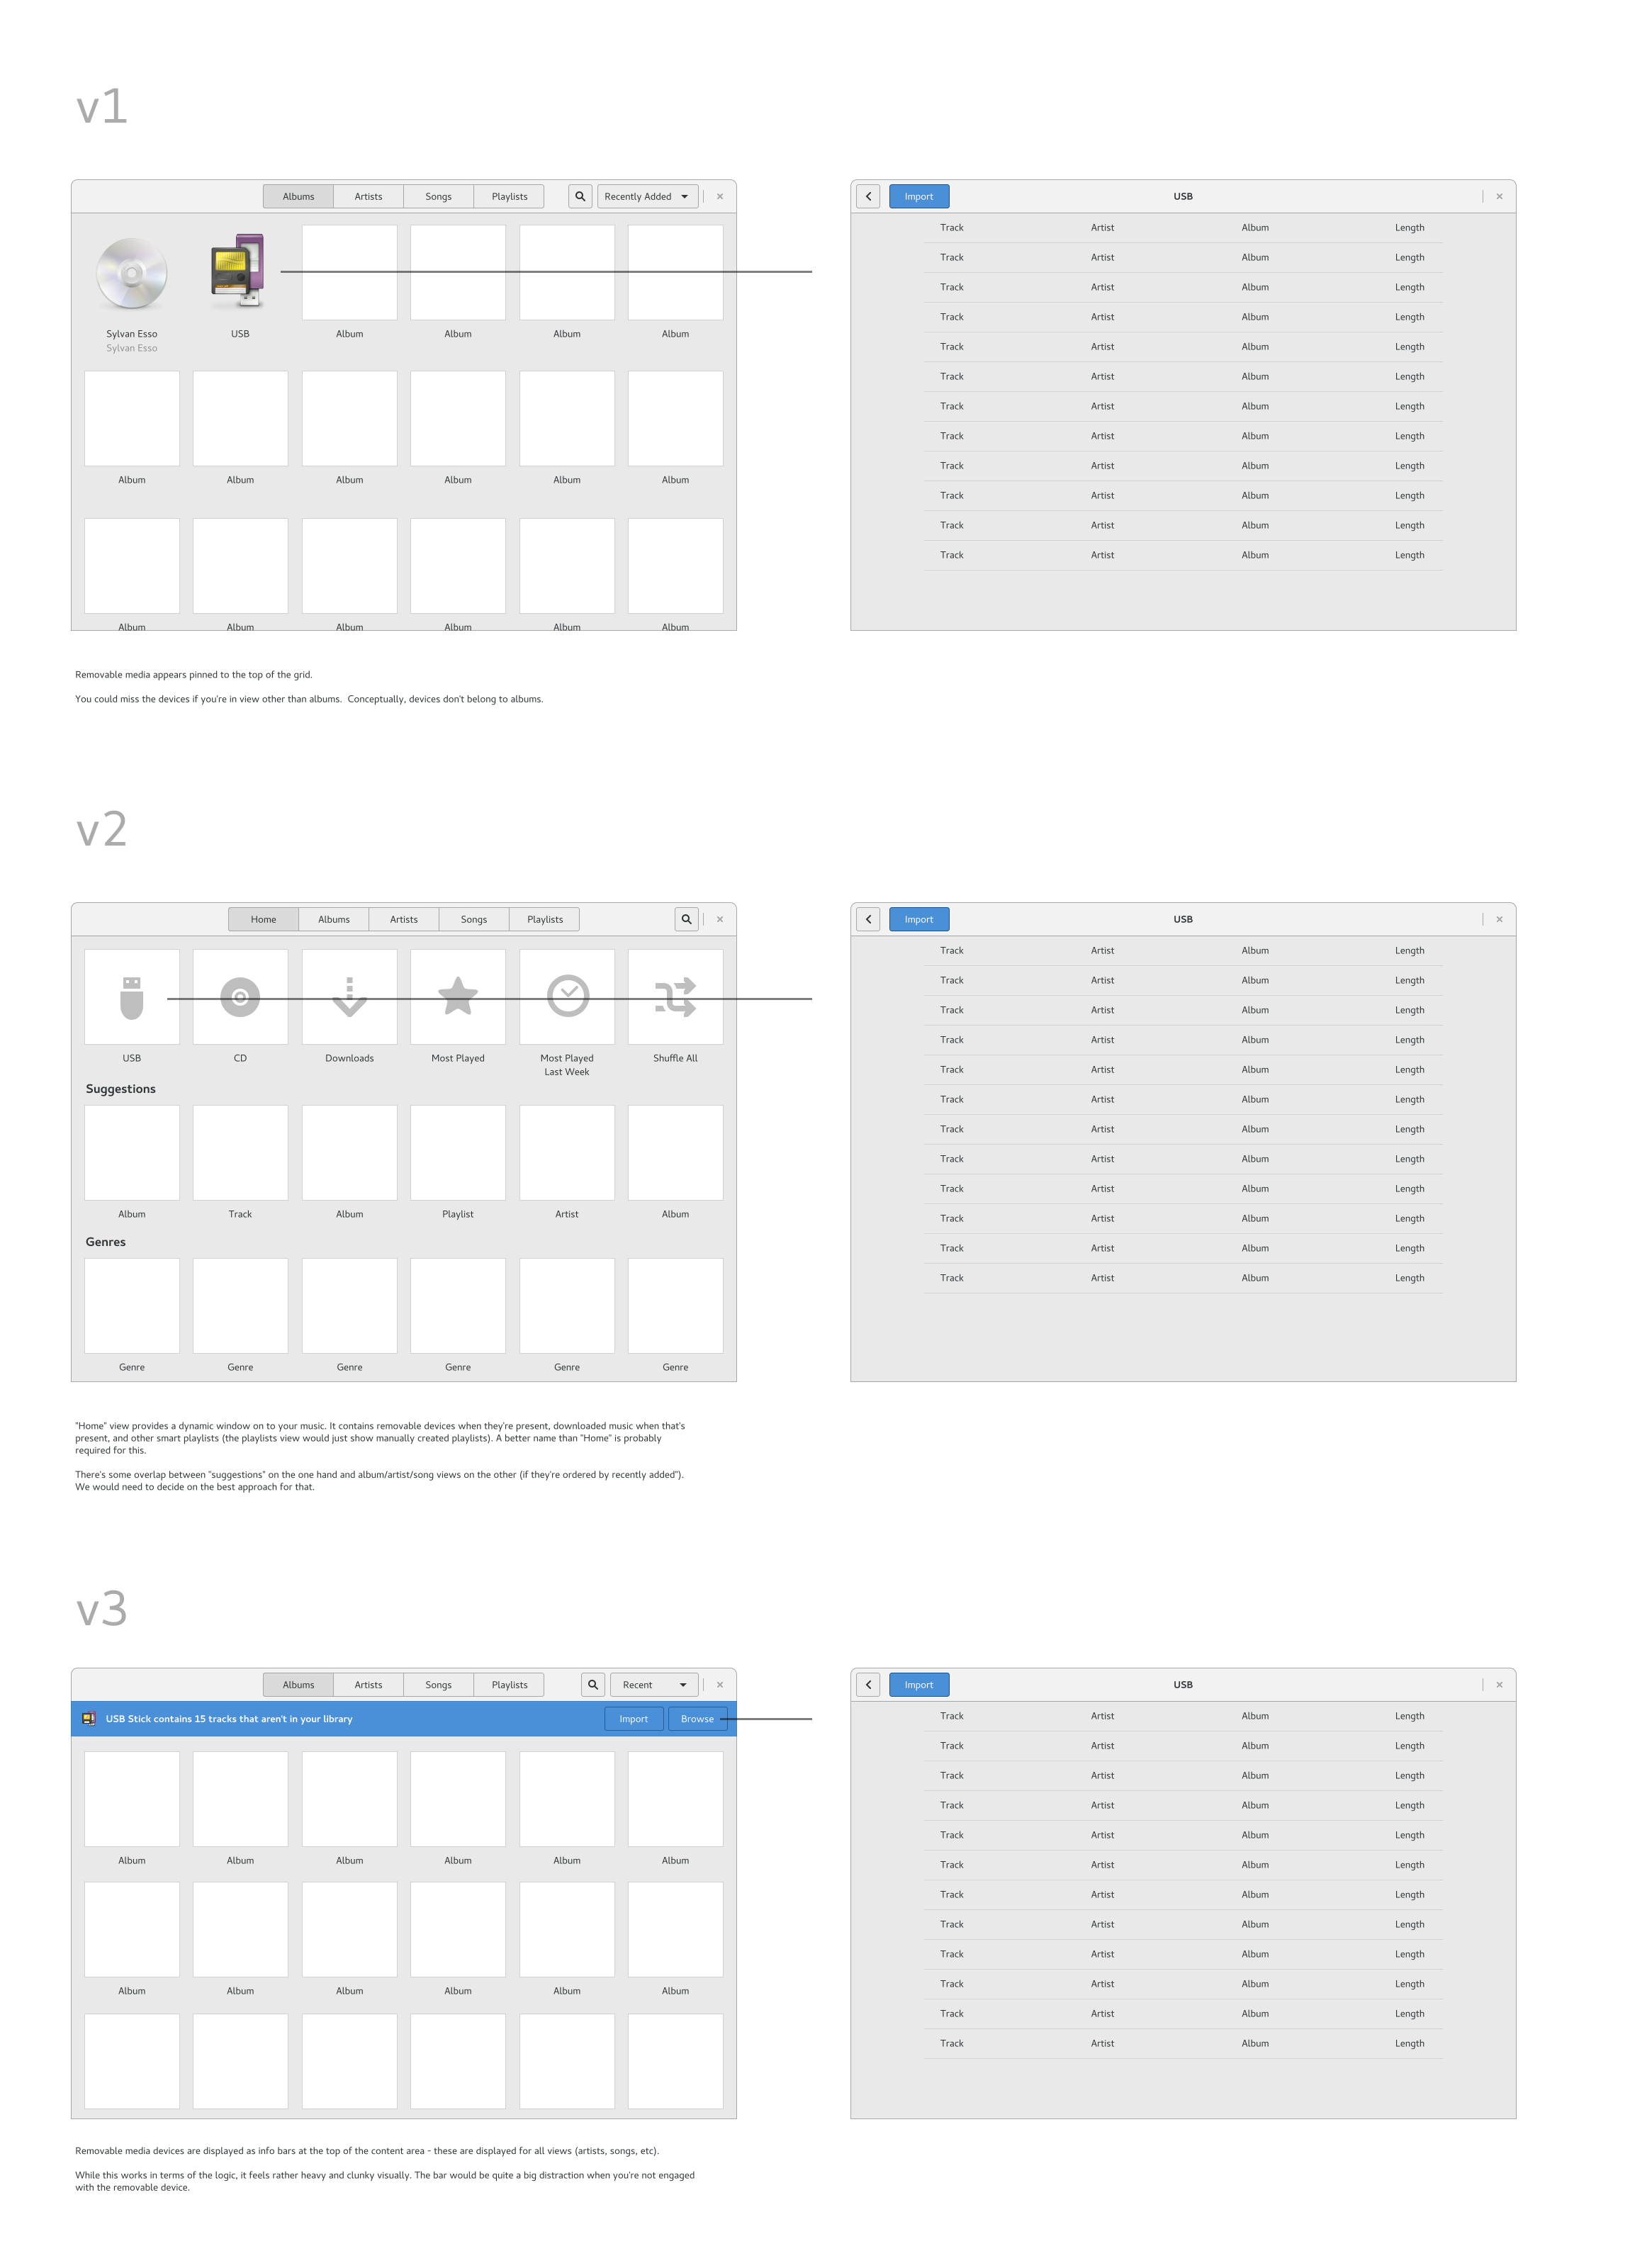 v1
Albums Artists Songs Playlists Recently Added
Sylvan Esso USB Album Album Album Album
Sylvan Esso
Album Album Album Album Album Album
Album Album Album Album Album Album
Import USB
Track Artist Album Length
Track Artist Album Length
Track Artist Album Length
Track Artist Album Length
Track Artist Album Length
Track Artist Album Length
Track Artist Album Length
Track Artist Album Length
Track Artist Album Length
Track Artist Album Length
Track Artist Album Length
Track Artist Album Length
Removable media appears pinned to the top of the grid.
You could miss the devices if you're in view other than albums. Conceptually, devices don't belong to albums.
v2
Home Albums Artists Songs Playlists
USB CD Downloads Most Played Most Played Shuffle All
Last Week
Suggestions
Album Track Album Playlist Artist Album
Genres
Genre Genre Genre Genre Genre Genre
Import USB
Track Artist Album Length
Track Artist Album Length
Track Artist Album Length
Track Artist Album Length
Track Artist Album Length
Track Artist Album Length
Track Artist Album Length
Track Artist Album Length
Track Artist Album Length
Track Artist Album Length
Track Artist Album Length
Track Artist Album Length
"Home" view provides a dynamic window on to your music. It contains removable devices when they're present, downloaded music when that's
present, and other smart playlists (the playlists view would just show manually created playlists). A better name than "Home" is probably
required for this.
There's some overlap between "suggestions" on the one hand and album/artist/song views on the other (if they're ordered by recently added").
We would need to decide on the best approach for that.
v3
Albums Artists Songs Playlists Recent
USB Stick contains 15 tracks that aren't in your library Import Browse
Album Album Album Album Album Album
Album Album Album Album Album Album
Import USB
Track Artist Album Length
Track Artist Album Length
Track Artist Album Length
Track Artist Album Length
Track Artist Album Length
Track Artist Album Length
Track Artist Album Length
Track Artist Album Length
Track Artist Album Length
Track Artist Album Length
Track Artist Album Length
Track Artist Album Length
Removable media devices are displayed as info bars at the top of the content area - these are displayed for all views (artists, songs, etc).
While this works in terms of the logic, it feels rather heavy and clunky visually. The bar would be quite a big distraction when you're not engaged
with the removable device.